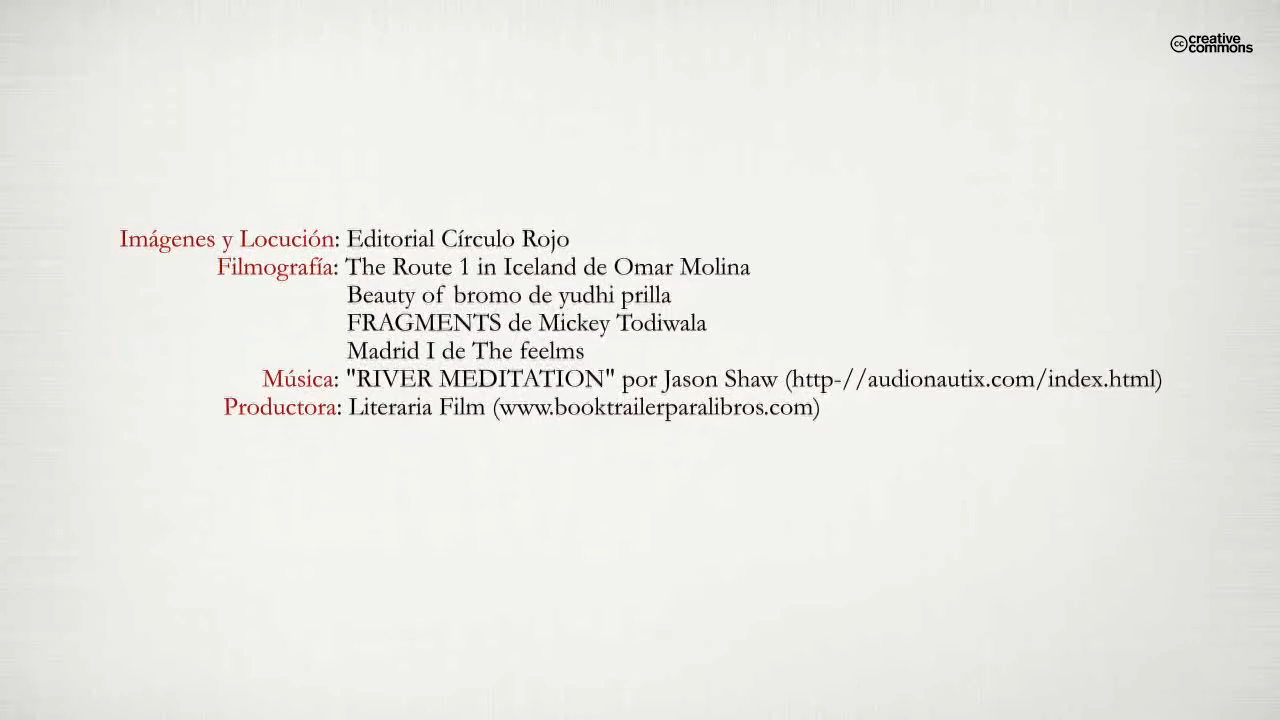 creative
commons
Imágenes y Locución: Editorial Círculo Rojo
Filmografía: The Route 1 in Iceland de Omar Molina
Beauty of bromo de yudhi prilla
FRAGMENTS de Mickey Todiwala
Madrid I de The feelms
Música: "RIVER MEDITATION" por Jason Shaw (http-//audionautix.com/index.html)
Productora: Literaria Film (www.booktrailerparalibros.com)